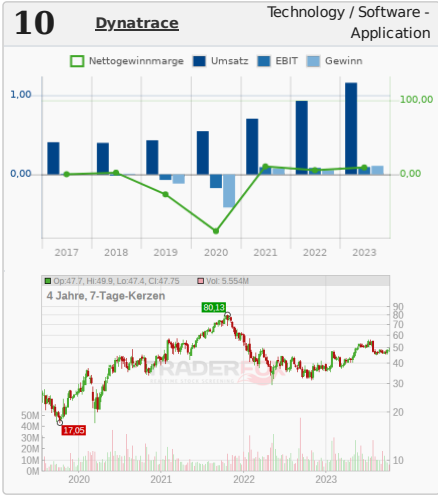 10
Dynatrace
Technology / Software -
Application
Nettogewinnmarge
Umsatz
EBIT
Gewinn
1,00
100,00
0,00
0,00
2017
2018
2019
2020
2021
2022
2023
Op:47.7, Hi:49.9, Lo:47.4, Cl:47.75
Vol: 5.554M
4 Jahre, 7-Tage-Kerzen
80,13
90
80
70
60
50
40
30
20
10
TRADERFOX
17,05
50M
40M
30M
20M
10M
0M
2020
2021
2022
2023